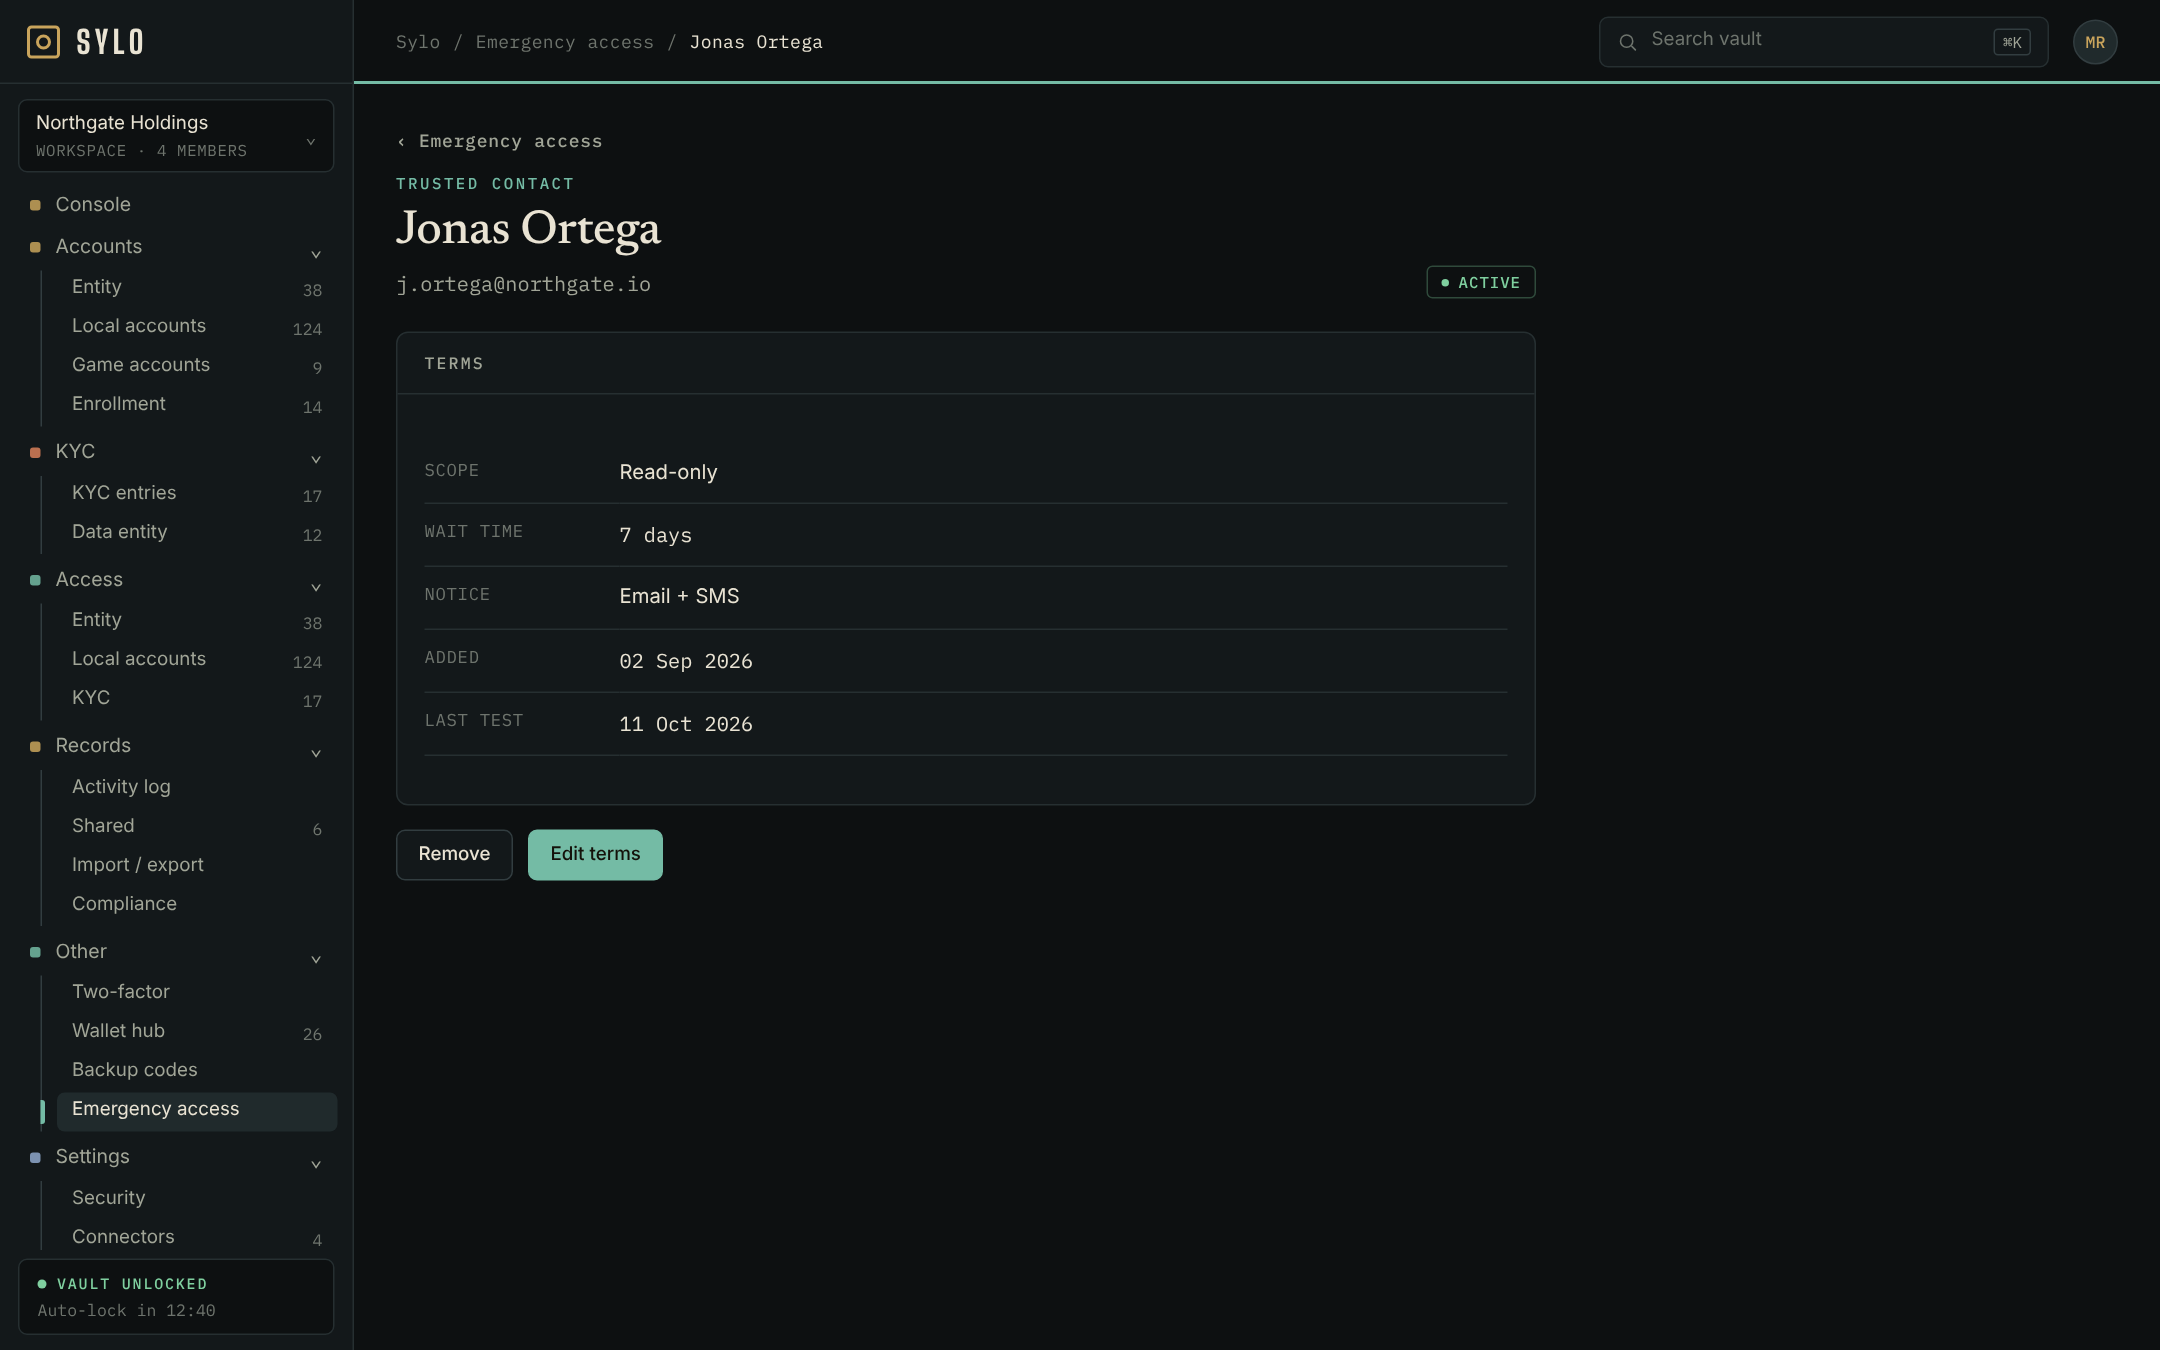 SYLO
Sylo / Emergency access / Jonas Ortega
Search vault
⌘K
MR
Northgate Holdings
WORKSPACE · 4 MEMBERS
Console
Accounts
Entity 38
Local accounts 124
Game accounts 9
Enrollment 14
KYC
KYC entries 17
Data entity 12
Access
Entity 38
Local accounts 124
KYC 17
Records
Activity log
Shared 6
Import / export
Compliance
Other
Two-factor
Wallet hub 26
Backup codes
Emergency access
Settings
Security
Connectors 4
VAULT UNLOCKED
Auto-lock in 12:40
‹ Emergency access
TRUSTED CONTACT
Jonas Ortega
j.ortega@northgate.io
ACTIVE
TERMS
SCOPE Read-only
WAIT TIME 7 days
NOTICE Email + SMS
ADDED 02 Sep 2026
LAST TEST 11 Oct 2026
Remove
Edit terms